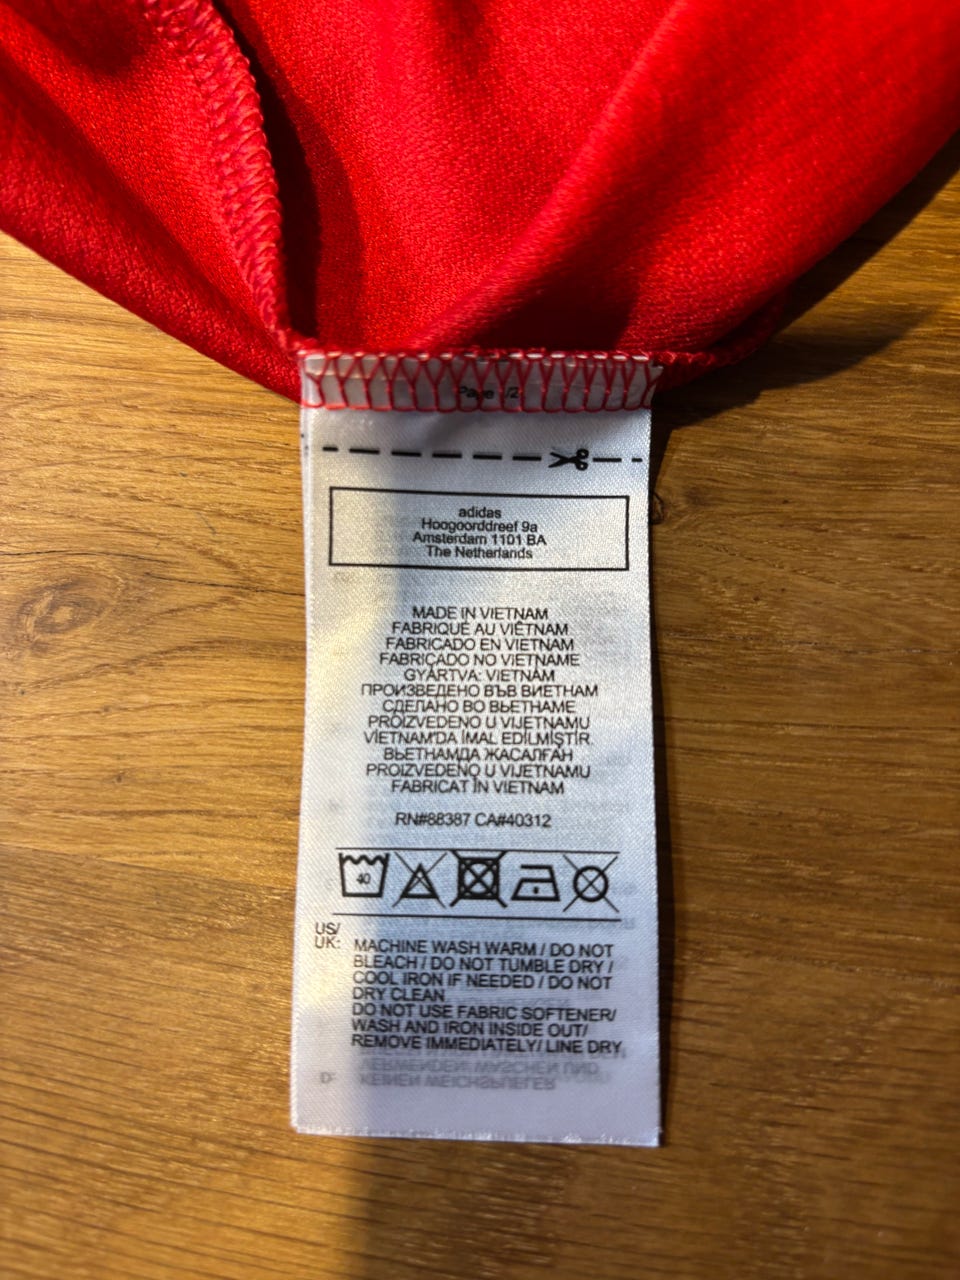 adidas
Hoogoorddreef 9a
Amsterdam 1101 BA
The Netherlands
MADE IN VIETNAM
FABRIQUÉ AU VIÊTNAM
FABRICADO EN VIETNAM
FABRICADO NO VIETNAME
GYÁRTVA: VIETNAM
ПРОИЗВЕДЕНО ВЪВ ВИЕТНАМ
СДЕЛАНО ВО ВЬЕТНАМЕ
PROIZVEDENO U VIJETNAMU
VIETNAM'DA İMAL EDİLMİŞTİR.
ВЬЕТНАМДА ЖАСАЛҒАН
PROIZVEDENO U VIJETNAMU
FABRICAT ÎN VIETNAM
RN#88387 CA#40312
40
US/
UK: MACHINE WASH WARM / DO NOT
BLEACH / DO NOT TUMBLE DRY /
COOL IRON IF NEEDED / DO NOT
DRY CLEAN
DO NOT USE FABRIC SOFTENER/
WASH AND IRON INSIDE OUT/
REMOVE IMMEDIATELY/ LINE DRY